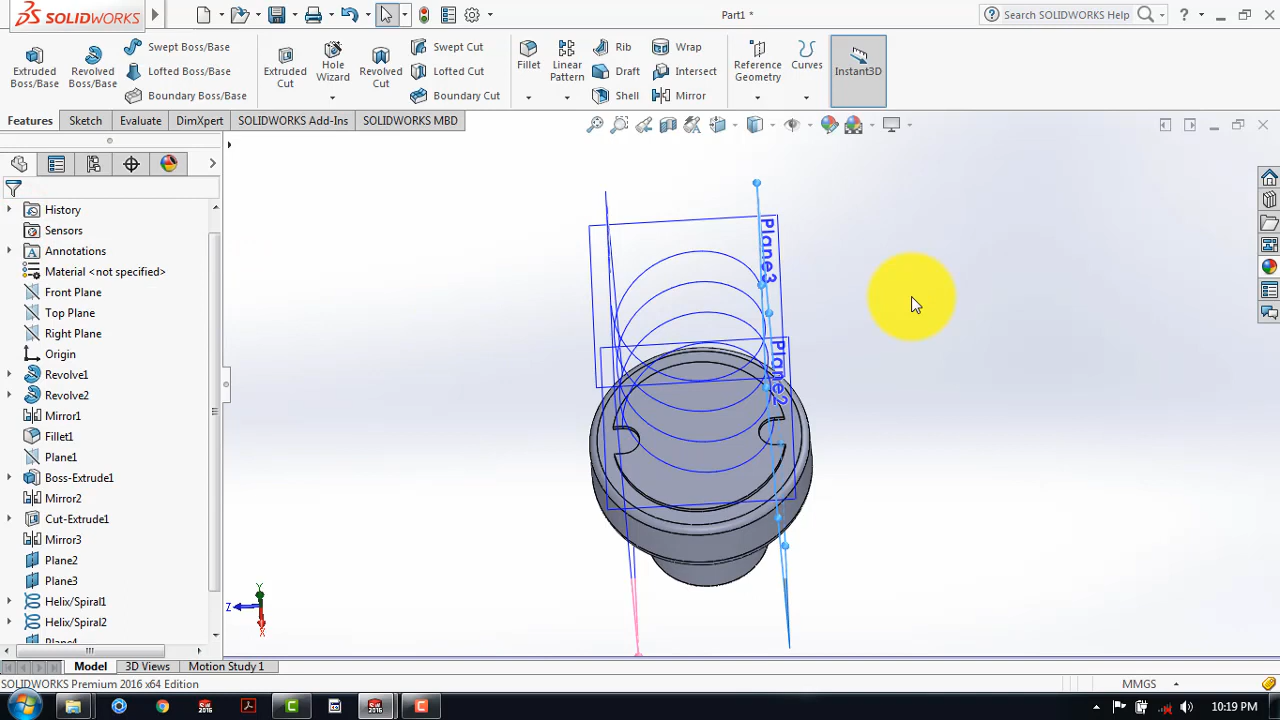 SOLIDWORKS
Part1 *
Search SOLIDWORKS Help
?
Extruded Boss/Base
Revolved Boss/Base
Swept Boss/Base
Lofted Boss/Base
Boundary Boss/Base
Extruded Cut
Hole Wizard
Revolved Cut
Swept Cut
Lofted Cut
Boundary Cut
Fillet
Linear Pattern
Rib
Draft
Shell
Wrap
Intersect
Mirror
Reference Geometry
Curves
Instant3D
Features
Sketch
Evaluate
DimXpert
SOLIDWORKS Add-Ins
SOLIDWORKS MBD
History
Sensors
Annotations
Material <not specified>
Front Plane
Top Plane
Right Plane
Origin
Revolve1
Revolve2
Mirror1
Fillet1
Plane1
Boss-Extrude1
Mirror2
Cut-Extrude1
Mirror3
Plane2
Plane3
Helix/Spiral1
Helix/Spiral2
Plane4
Plane3
Plane2
Y
Z
X
Model
3D Views
Motion Study 1
SOLIDWORKS Premium 2016 x64 Edition
MMGS
10:19 PM